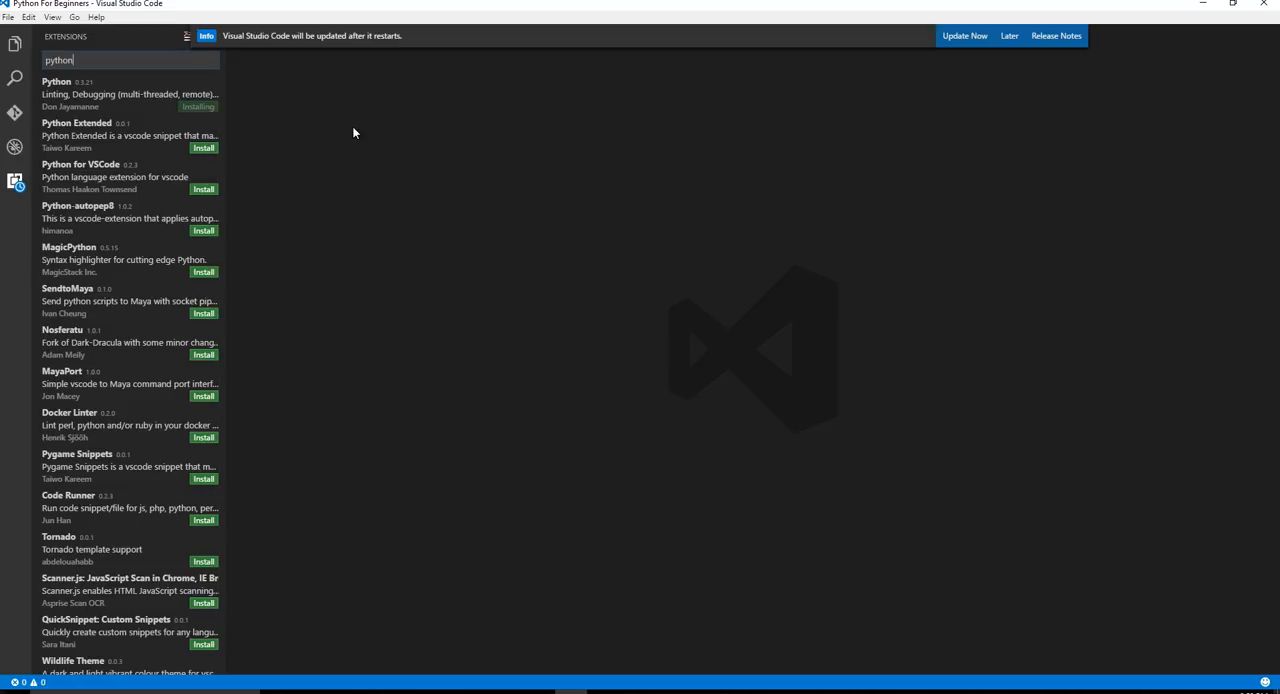 Python For Beginners - Visual Studio Code
File Edit View Go Help
EXTENSIONS
Info Visual Studio Code will be updated after it restarts.
Update Now Later Release Notes
python
Python 0.3.21
Linting, Debugging (multi-threaded, remote)...
Don Jayamanne Installing
Python Extended 0.0.1
Python Extended is a vscode snippet that ma...
Taiwo Kareem Install
Python for VSCode 0.2.3
Python language extension for vscode
Thomas Haakon Townsend Install
Python-autopep8 1.0.2
This is a vscode-extension that applies autop...
himanoa Install
MagicPython 0.5.15
Syntax highlighter for cutting edge Python.
MagicStack Inc. Install
SendtoMaya 0.1.0
Send python scripts to Maya with socket pip...
Ivan Cheung Install
Nosferatu 1.0.1
Fork of Dark-Dracula with some minor chang...
Adam Meily Install
MayaPort 1.0.0
Simple vscode to Maya command port interf...
Jon Macey Install
Docker Linter 0.2.0
Lint perl, python and/or ruby in your docker ...
Henrik Sjööh Install
Pygame Snippets 0.0.1
Pygame Snippets is a vscode snippet that m...
Taiwo Kareem Install
Code Runner 0.2.3
Run code snippet/file for js, php, python, per...
Jun Han Install
Tornado 0.0.1
Tornado template support
abdelouahabb Install
Scanner.js: JavaScript Scan in Chrome, IE Br
Scanner.js enables HTML JavaScript scanning...
Asprise Scan OCR Install
QuickSnippet: Custom Snippets 0.0.1
Quickly create custom snippets for any langu...
Sara Itani Install
Wildlife Theme 0.0.3
A dark and light vibrant colour theme for vsc...
0 0